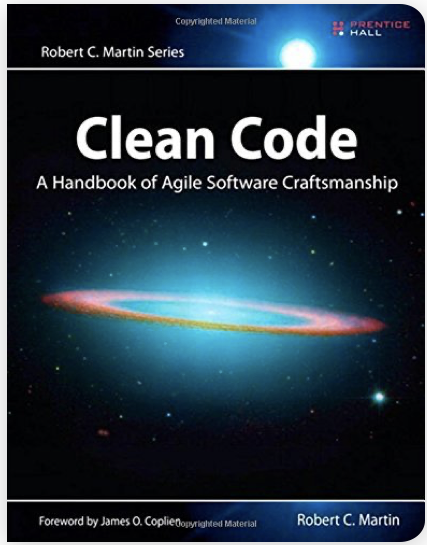 Copyrighted Material
PRENTICE
HALL
Robert C. Martin Series
Clean Code
A Handbook of Agile Software Craftsmanship
Foreword by James O. Coplien
Copyrighted Material
Robert C. Martin